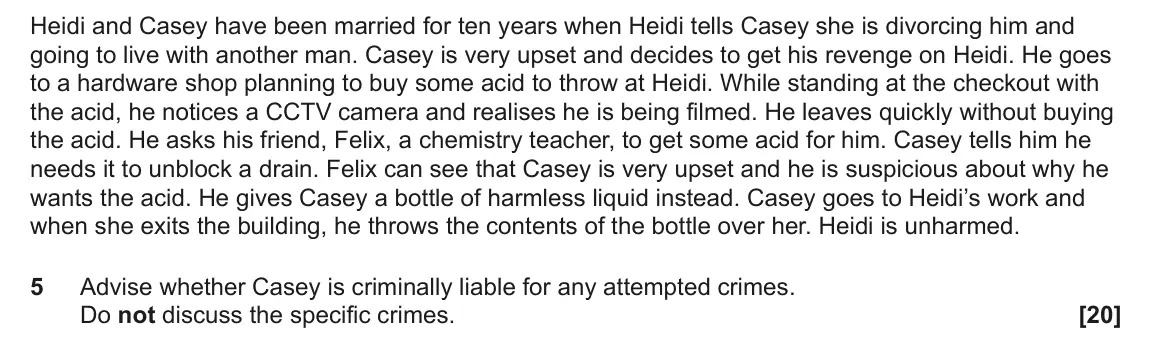 Heidi and Casey have been married for ten years when Heidi tells Casey she is divorcing him and
going to live with another man. Casey is very upset and decides to get his revenge on Heidi. He goes
to a hardware shop planning to buy some acid to throw at Heidi. While standing at the checkout with
the acid, he notices a CCTV camera and realises he is being filmed. He leaves quickly without buying
the acid. He asks his friend, Felix, a chemistry teacher, to get some acid for him. Casey tells him he
needs it to unblock a drain. Felix can see that Casey is very upset and he is suspicious about why he
wants the acid. He gives Casey a bottle of harmless liquid instead. Casey goes to Heidi’s work and
when she exits the building, he throws the contents of the bottle over her. Heidi is unharmed.
5 Advise whether Casey is criminally liable for any attempted crimes.
Do not discuss the specific crimes. [20]